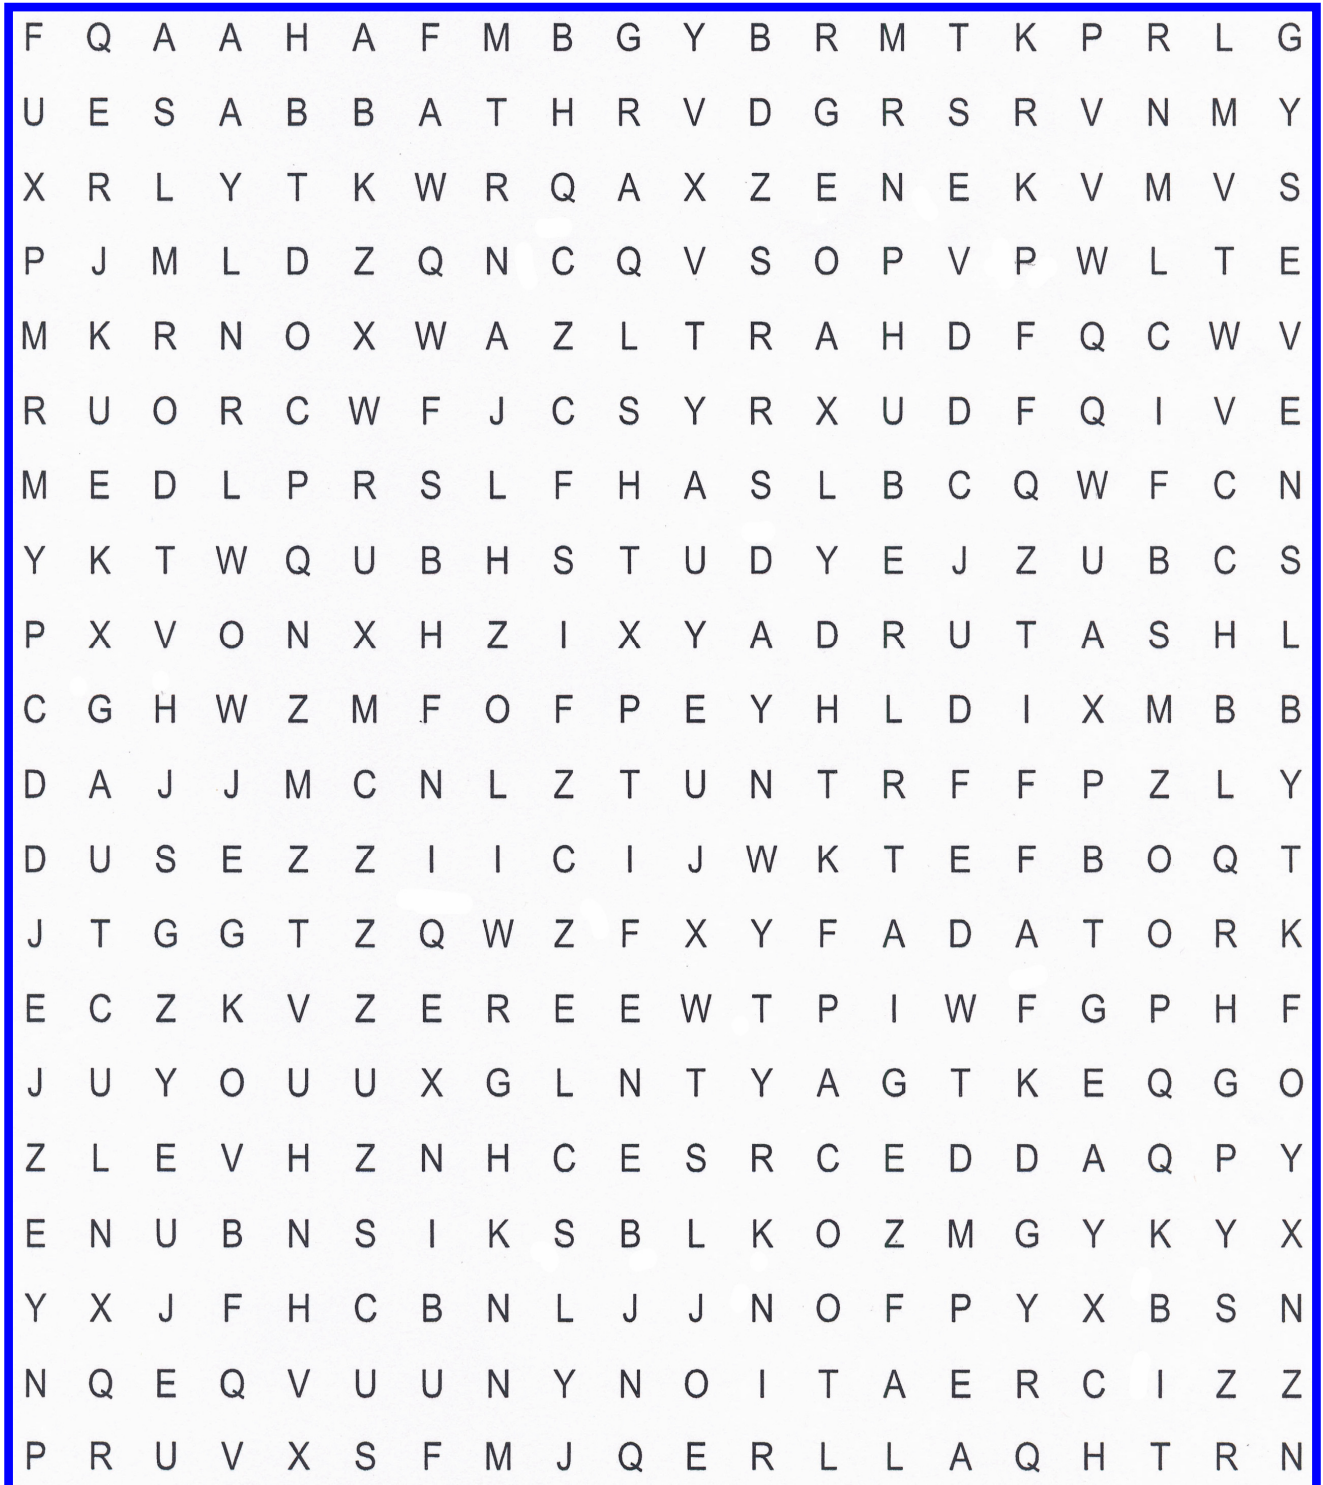 F Q A A H A F M B G Y B R M T K P R L G
U E S A B B A T H R V D G R S R V N M Y
X R L Y T K W R Q A X Z E N E K V M V S
P J M L D Z Q N C Q V S O P V P W L T E
M K R N O X W A Z L T R A H D F Q C W V
R U O R C W F J C S Y R X U D F Q I V E
M E D L P R S L F H A S L B C Q W F C N
Y K T W Q U B H S T U D Y E J Z U B C S
P X V O N X H Z I X Y A D R U T A S H L
C G H W Z M F O F P E Y H L D I X M B B
D A J J M C N L Z T U N T R F F P Z L Y
D U S E Z Z I I C I J W K T E F B O Q T
J T G G T Z Q W Z F X Y F A D A T O R K
E C Z K V Z E R E E W T P I W F G P H F
J U Y O U U X G L N T Y A G T K E Q G O
Z L E V H Z N H C E S R C E D D A Q P Y
E N U B N S I K S B L K O Z M G Y K Y X
Y X J F H C B N L J J N O F P Y X B S N
N Q E Q V U U N Y N O I T A E R C I Z Z
P R U V X S F M J Q E R L L A Q H T R N